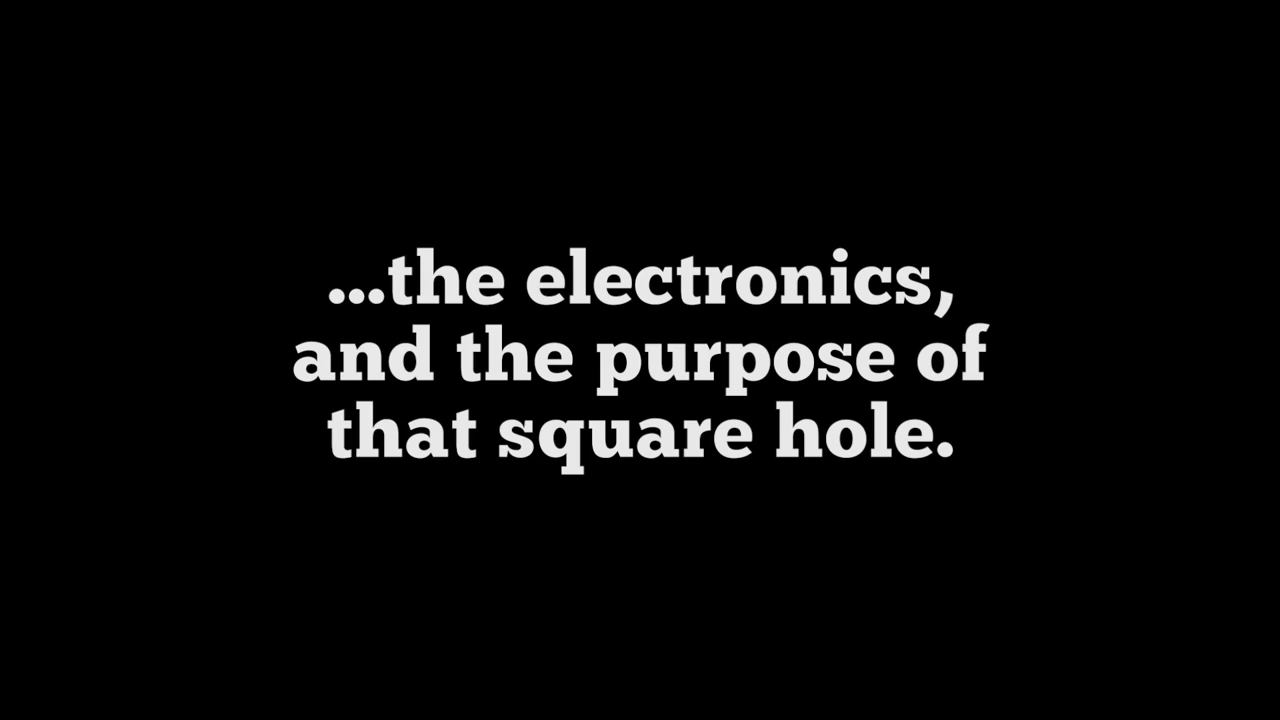 ...the electronics,
and the purpose of
that square hole.